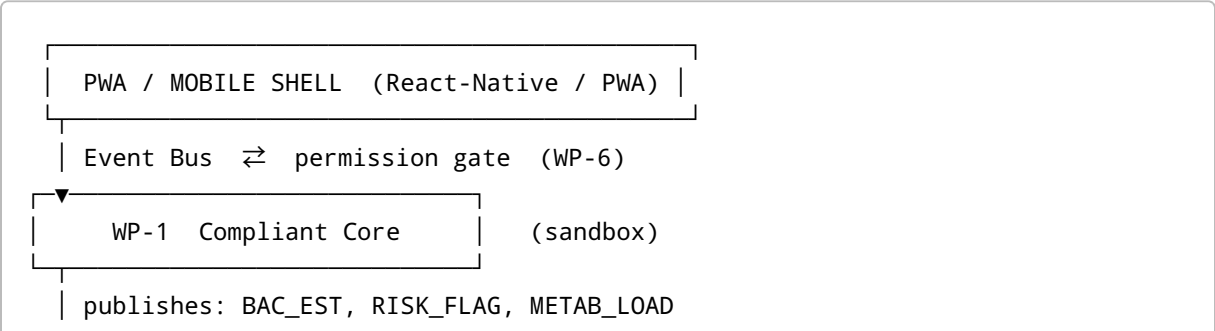 PWA / MOBILE SHELL (React-Native / PWA)
Event Bus ⇄ permission gate (WP-6)
WP-1 Compliant Core (sandbox)
publishes: BAC_EST, RISK_FLAG, METAB_LOAD